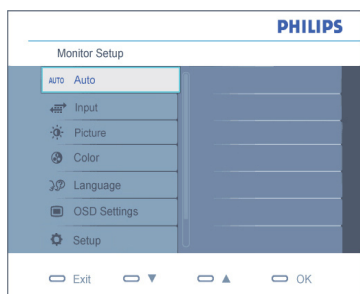 PHILIPS
Monitor Setup
AUTO Auto
Input
Picture
Color
Language
OSD Settings
Setup
Exit ▼ ▲ OK